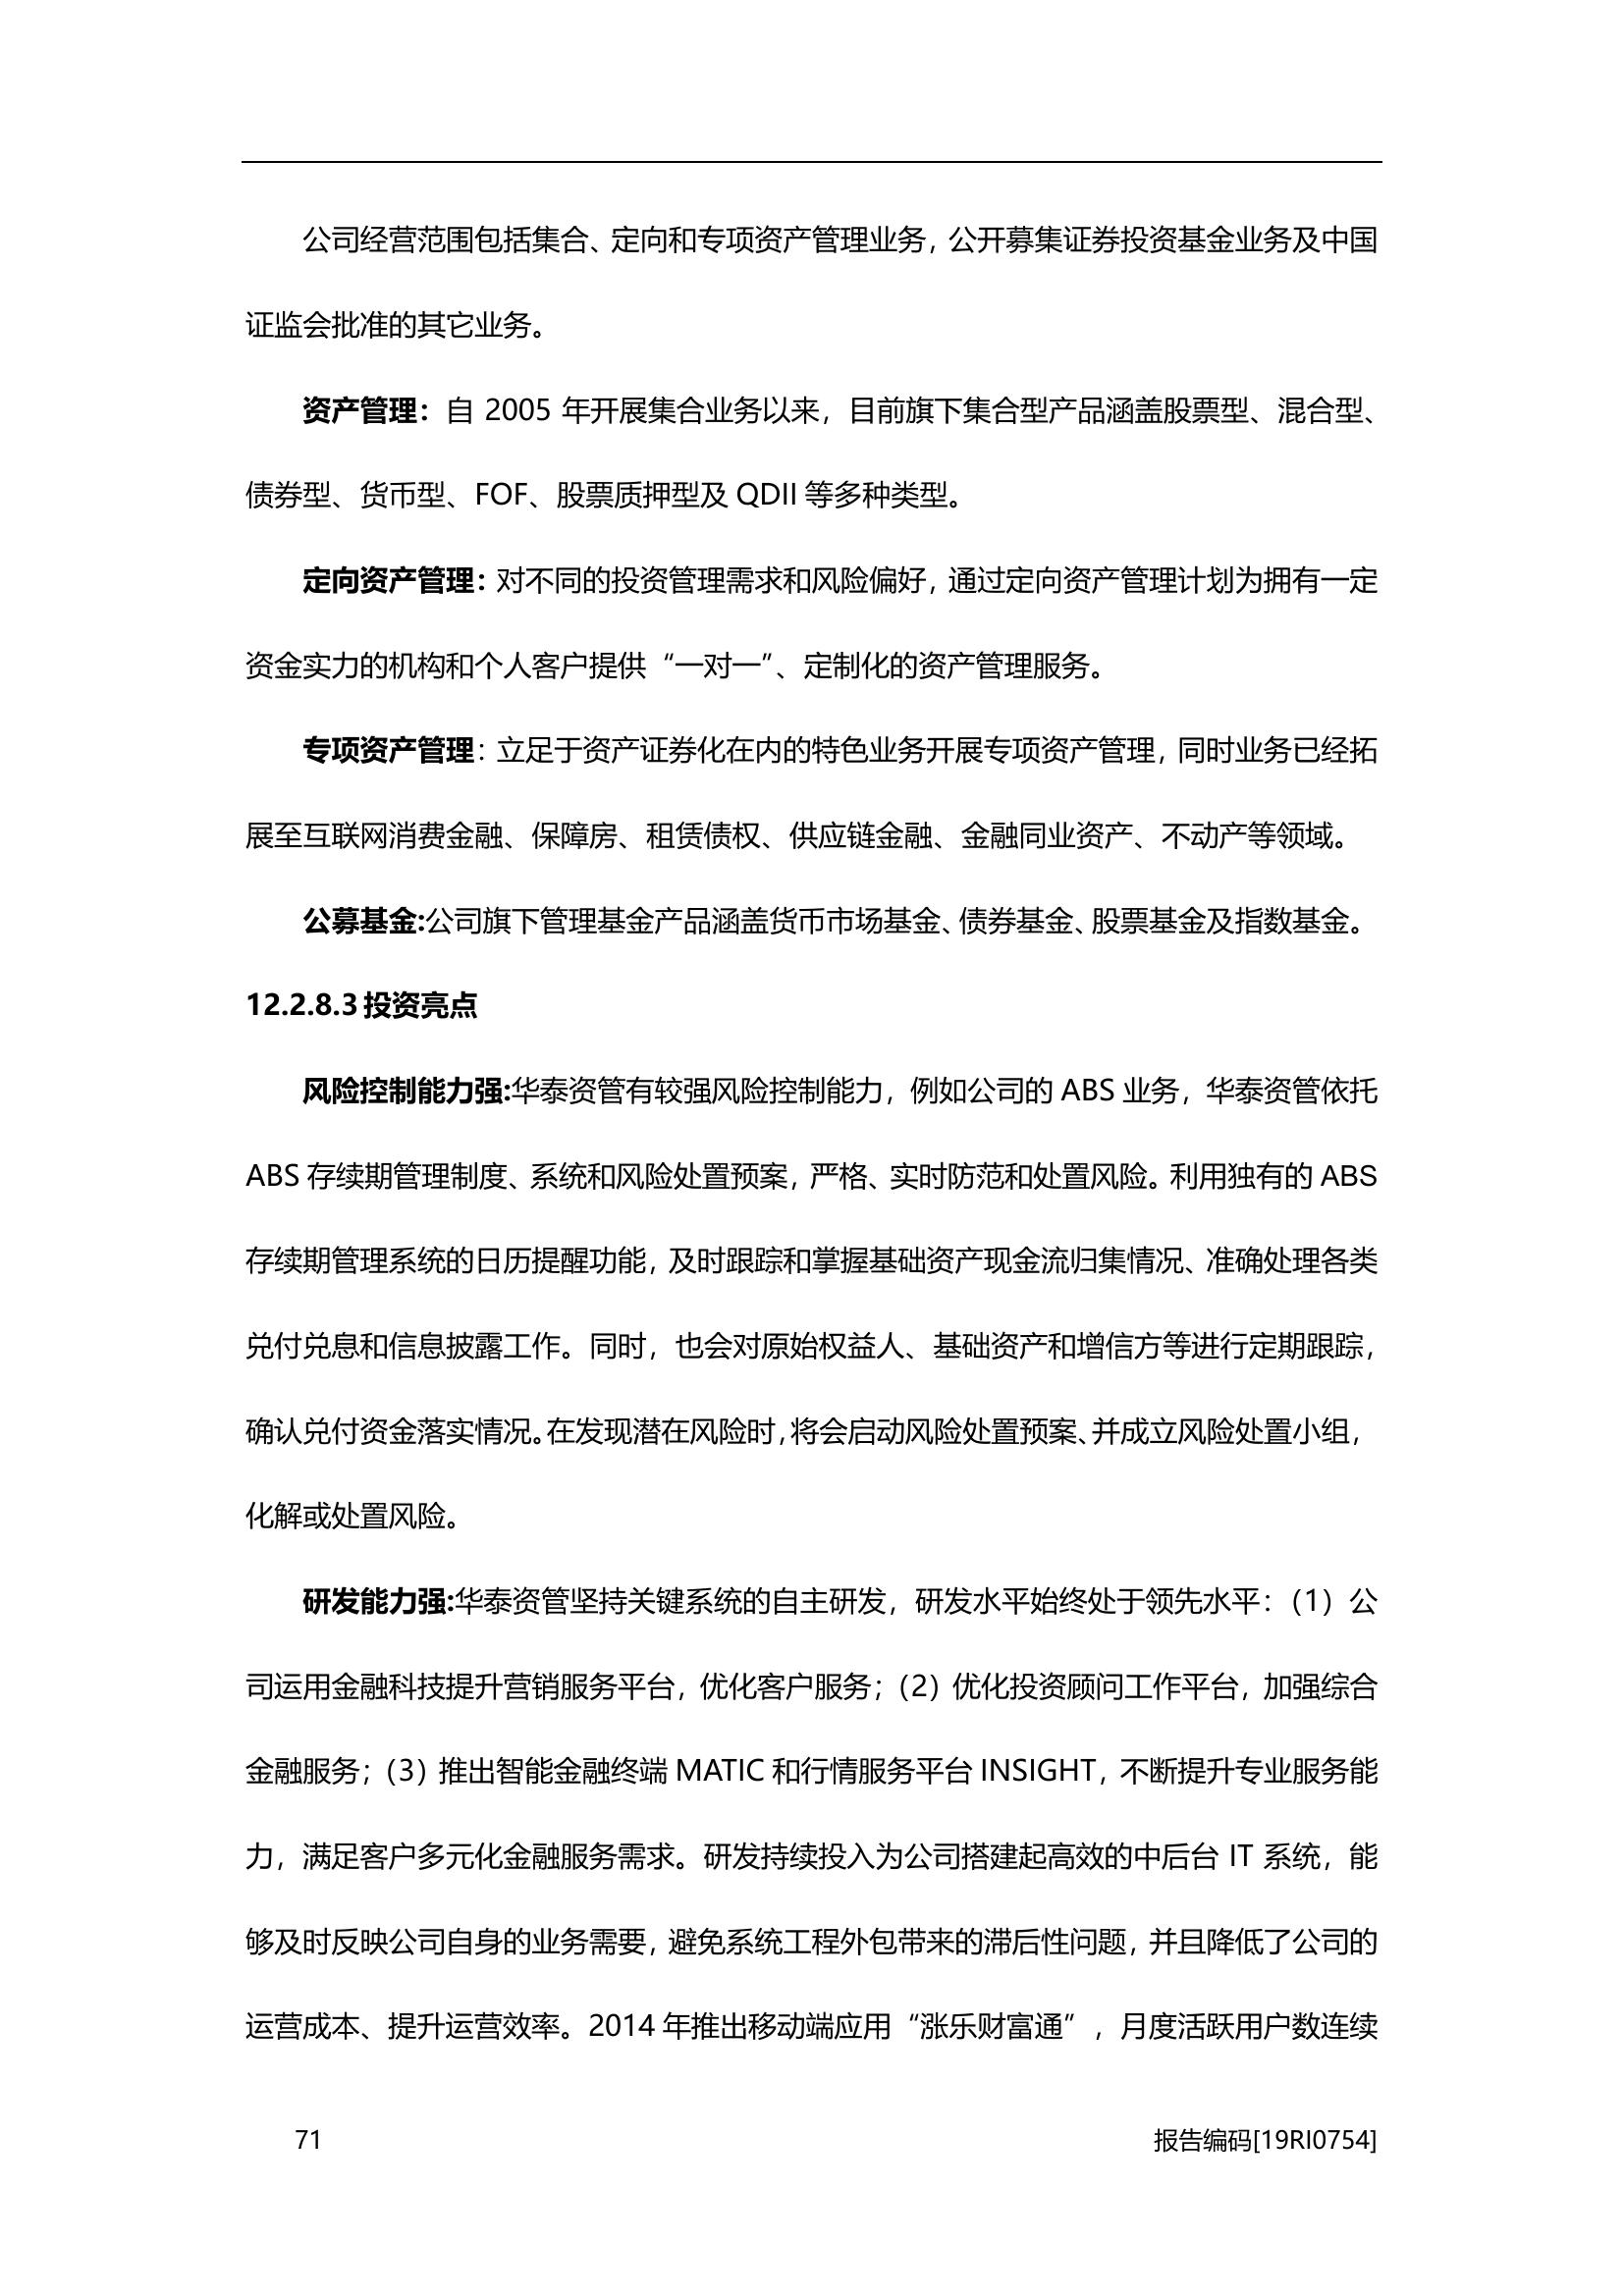 公司经营范围包括集合、定向和专项资产管理业务，公开募集证券投资基金业务及中国
证监会批准的其它业务。
资产管理：自 2005 年开展集合业务以来，目前旗下集合型产品涵盖股票型、混合型、
债券型、货币型、FOF、股票质押型及 QDII 等多种类型。
定向资产管理：对不同的投资管理需求和风险偏好，通过定向资产管理计划为拥有一定
资金实力的机构和个人客户提供“一对一”、定制化的资产管理服务。
专项资产管理：立足于资产证券化在内的特色业务开展专项资产管理，同时业务已经拓
展至互联网消费金融、保障房、租赁债权、供应链金融、金融同业资产、不动产等领域。
公募基金:公司旗下管理基金产品涵盖货币市场基金、债券基金、股票基金及指数基金。
12.2.8.3 投资亮点
风险控制能力强:华泰资管有较强风险控制能力，例如公司的 ABS 业务，华泰资管依托
ABS 存续期管理制度、系统和风险处置预案，严格、实时防范和处置风险。利用独有的 ABS
存续期管理系统的日历提醒功能，及时跟踪和掌握基础资产现金流归集情况、准确处理各类
兑付兑息和信息披露工作。同时，也会对原始权益人、基础资产和增信方等进行定期跟踪，
确认兑付资金落实情况。在发现潜在风险时，将会启动风险处置预案、并成立风险处置小组，
化解或处置风险。
研发能力强:华泰资管坚持关键系统的自主研发，研发水平始终处于领先水平：（1）公
司运用金融科技提升营销服务平台，优化客户服务；（2）优化投资顾问工作平台，加强综合
金融服务；（3）推出智能金融终端 MATIC 和行情服务平台 INSIGHT，不断提升专业服务能
力，满足客户多元化金融服务需求。研发持续投入为公司搭建起高效的中后台 IT 系统，能
够及时反映公司自身的业务需要，避免系统工程外包带来的滞后性问题，并且降低了公司的
运营成本、提升运营效率。2014 年推出移动端应用“涨乐财富通”，月度活跃用户数连续
71 报告编码[19RI0754]